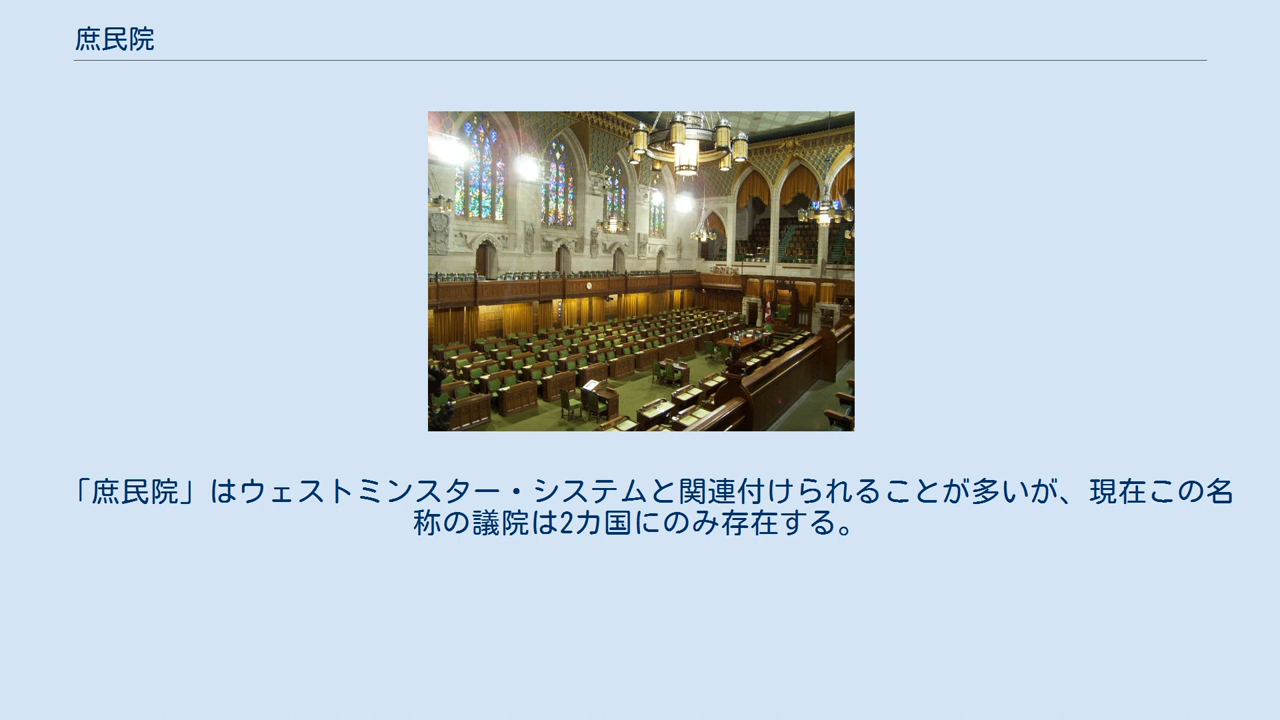 庶民院
「庶民院」はウェストミンスター・システムと関連付けられることが多いが、現在この名
称の議院は2カ国にのみ存在する。